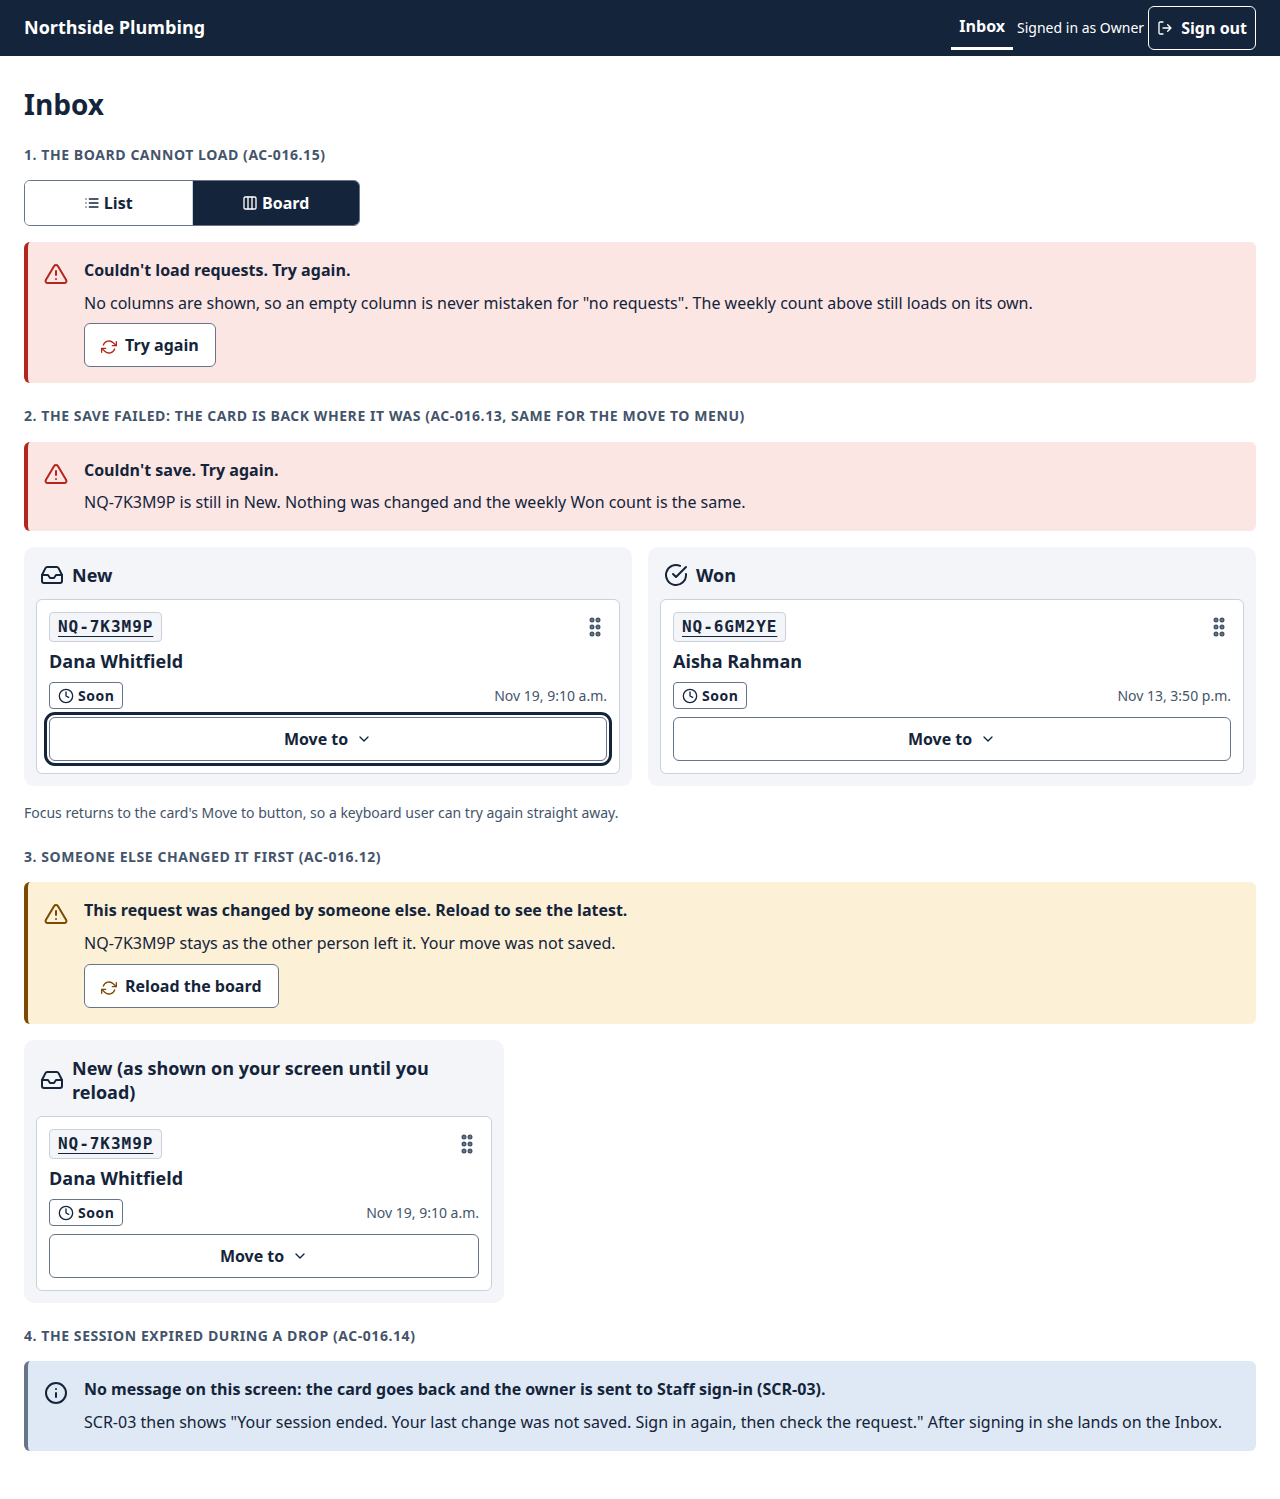 Northside Plumbing
Inbox
Signed in as Owner
Sign out
Inbox
1. THE BOARD CANNOT LOAD (AC-016.15)
List
Board
Couldn't load requests. Try again.
No columns are shown, so an empty column is never mistaken for "no requests". The weekly count above still loads on its own.
Try again
2. THE SAVE FAILED: THE CARD IS BACK WHERE IT WAS (AC-016.13, SAME FOR THE MOVE TO MENU)
Couldn't save. Try again.
NQ-7K3M9P is still in New. Nothing was changed and the weekly Won count is the same.
New
NQ-7K3M9P
Dana Whitfield
Soon
Nov 19, 9:10 a.m.
Move to
Won
NQ-6GM2YE
Aisha Rahman
Soon
Nov 13, 3:50 p.m.
Move to
Focus returns to the card's Move to button, so a keyboard user can try again straight away.
3. SOMEONE ELSE CHANGED IT FIRST (AC-016.12)
This request was changed by someone else. Reload to see the latest.
NQ-7K3M9P stays as the other person left it. Your move was not saved.
Reload the board
New (as shown on your screen until you
reload)
NQ-7K3M9P
Dana Whitfield
Soon
Nov 19, 9:10 a.m.
Move to
4. THE SESSION EXPIRED DURING A DROP (AC-016.14)
No message on this screen: the card goes back and the owner is sent to Staff sign-in (SCR-03).
SCR-03 then shows "Your session ended. Your last change was not saved. Sign in again, then check the request." After signing in she lands on the Inbox.